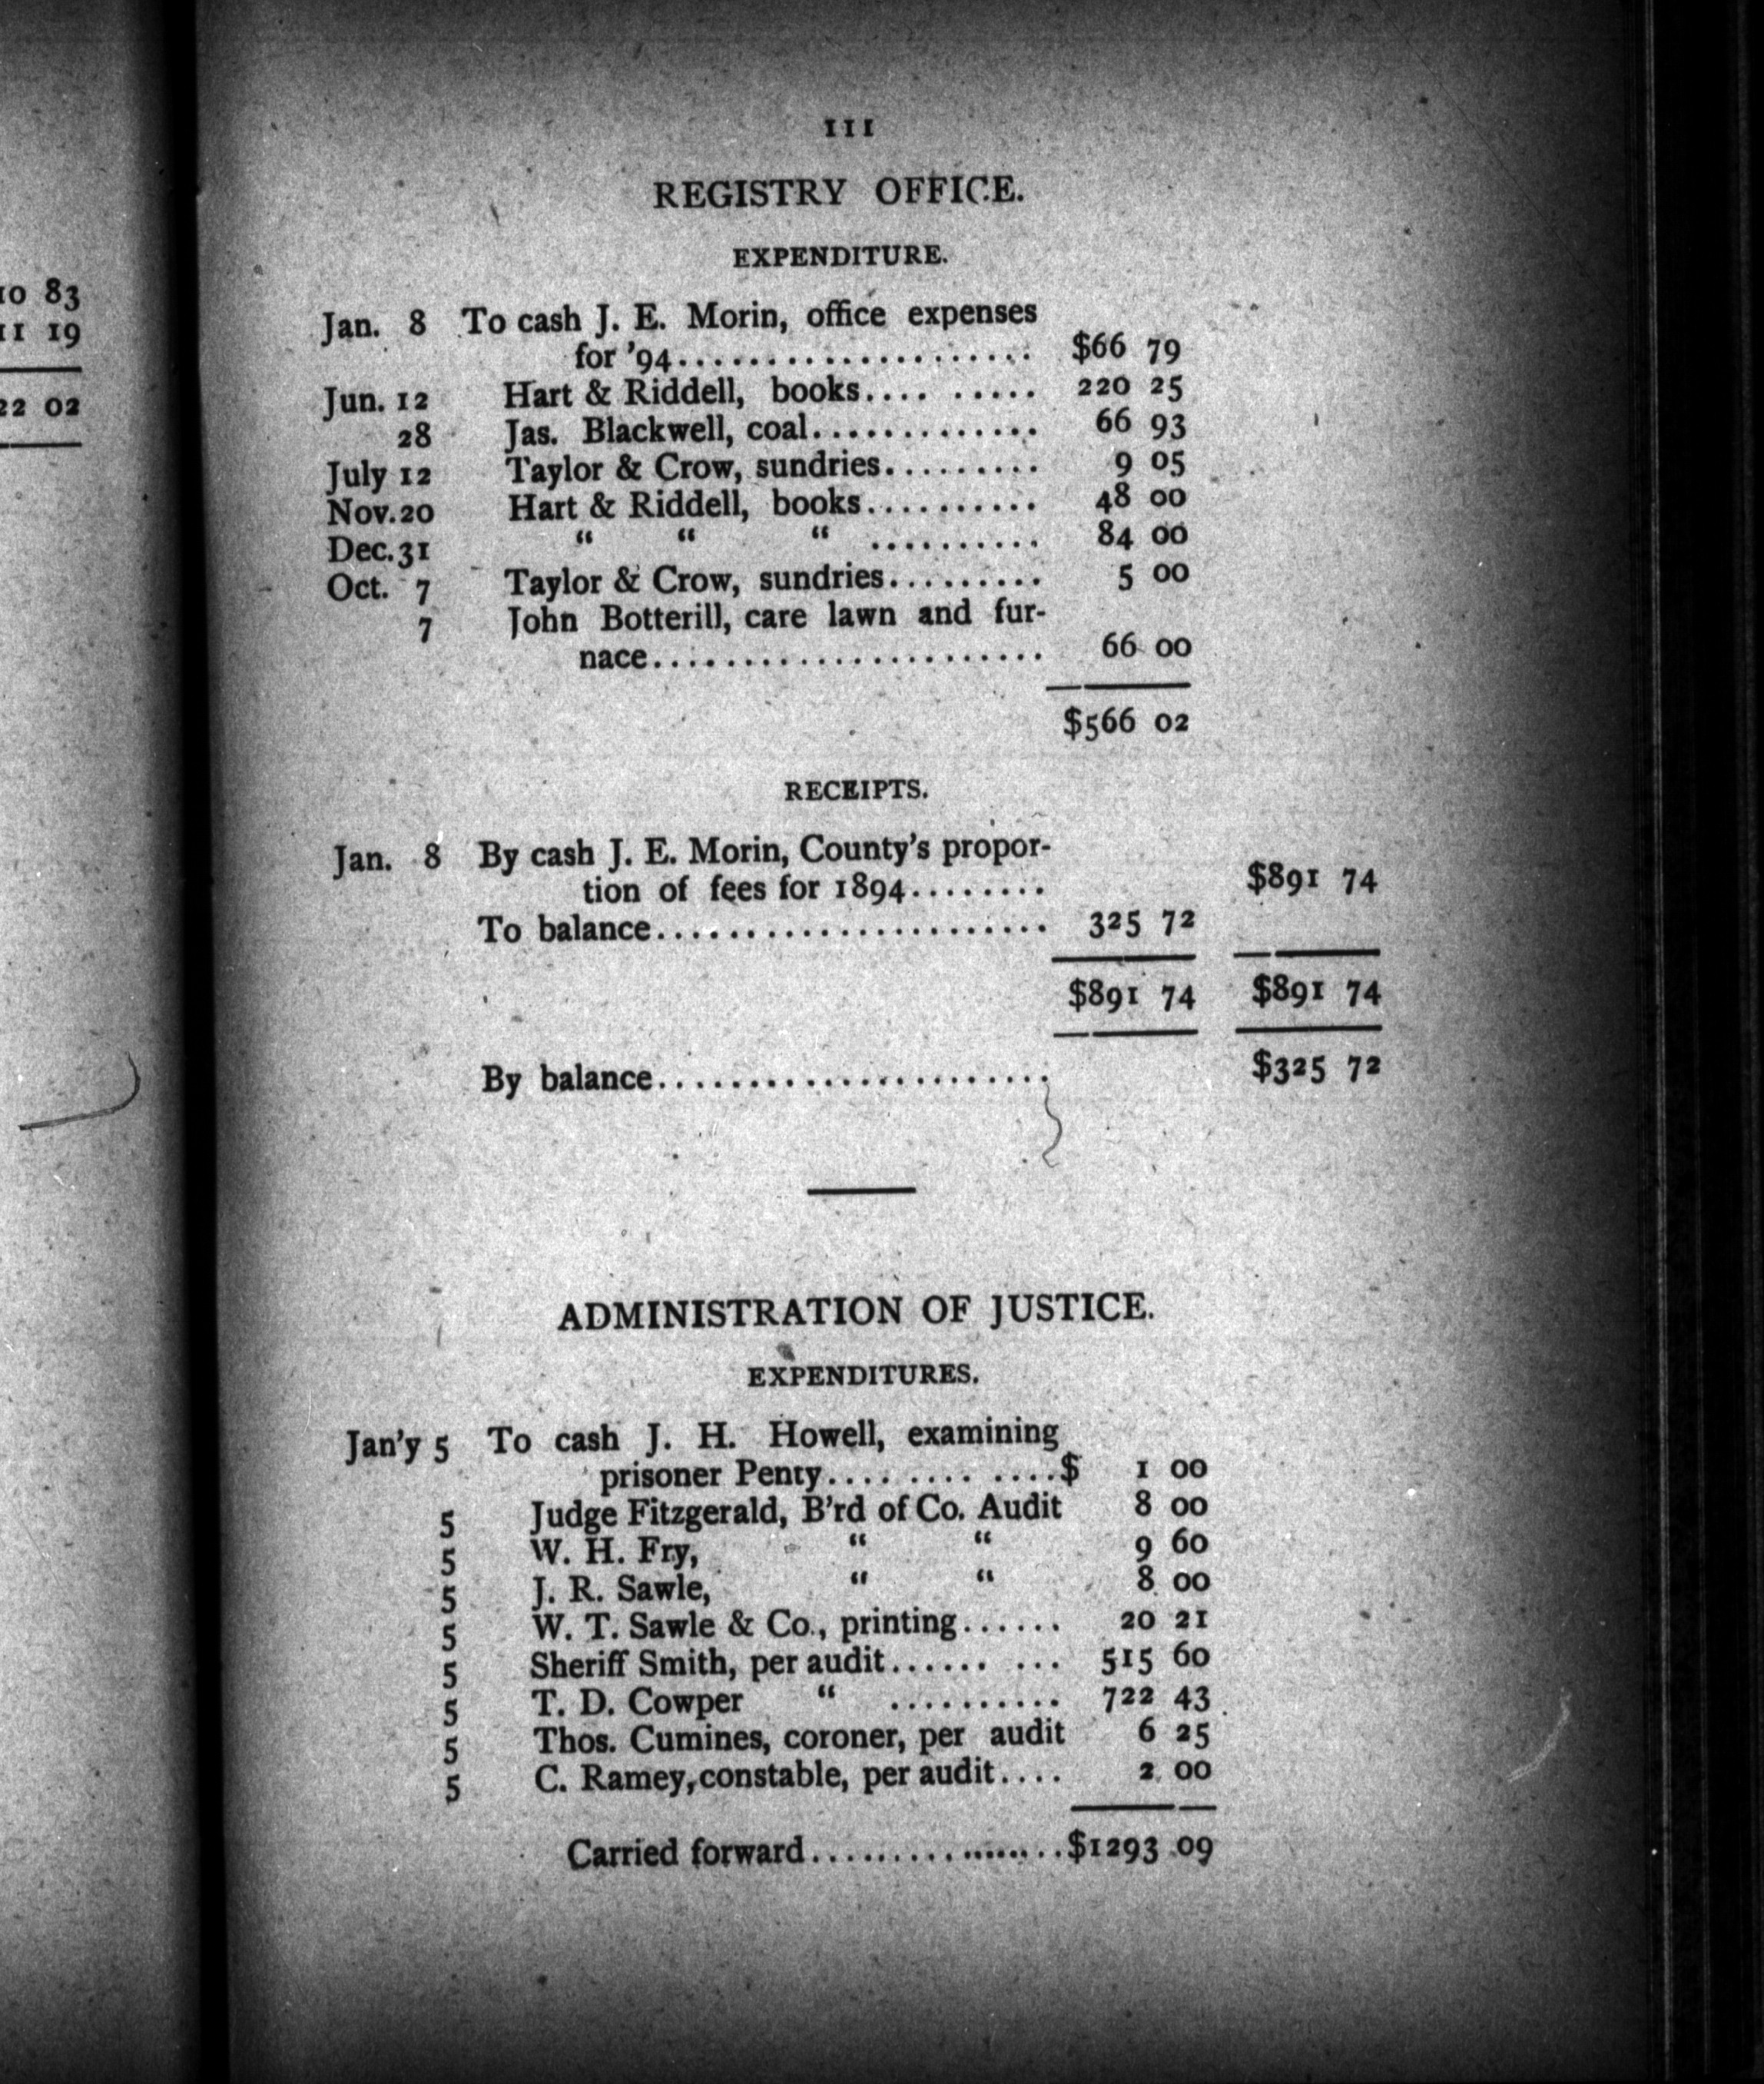 10 83
11 19
22 02
111
REGISTRY OFFICE.
EXPENDITURE.
Jan. 8 To cash J. E. Morin, office expenses
for '94..................... $66 79
Jun. 12 Hart & Riddell, books.... ..... 220 25
28 Jas. Blackwell, coal............. 66 93
July 12 Taylor & Crow, sundries......... 9 05
Nov. 20 Hart & Riddell, books.......... 48 00
Dec. 31 “ “ “ .......... 84 00
Oct. 7 Taylor & Crow, sundries......... 5 00
7 John Botterill, care lawn and fur-
nace...................... 66 00
$566 02
RECEIPTS.
Jan. 8 By cash J. E. Morin, County's propor-
tion of fees for 1894........ $891 74
To balance...................... 325 72
$891 74 $891 74
By balance...................... $325 72
ADMINISTRATION OF JUSTICE.
EXPENDITURES.
Jan'y 5 To cash J. H. Howell, examining
prisoner Penty.... .... ....$ 1 00
5 Judge Fitzgerald, B'rd of Co. Audit 8 00
5 W. H. Fry, “ “ 9 60
5 J. R. Sawle, “ “ 8 00
5 W. T. Sawle & Co., printing...... 20 21
5 Sheriff Smith, per audit...... ... 515 60
5 T. D. Cowper “ .......... 722 43
5 Thos. Cumines, coroner, per audit 6 25
5 C. Ramey, constable, per audit.... 2 00
Carried forward...............$1293 09